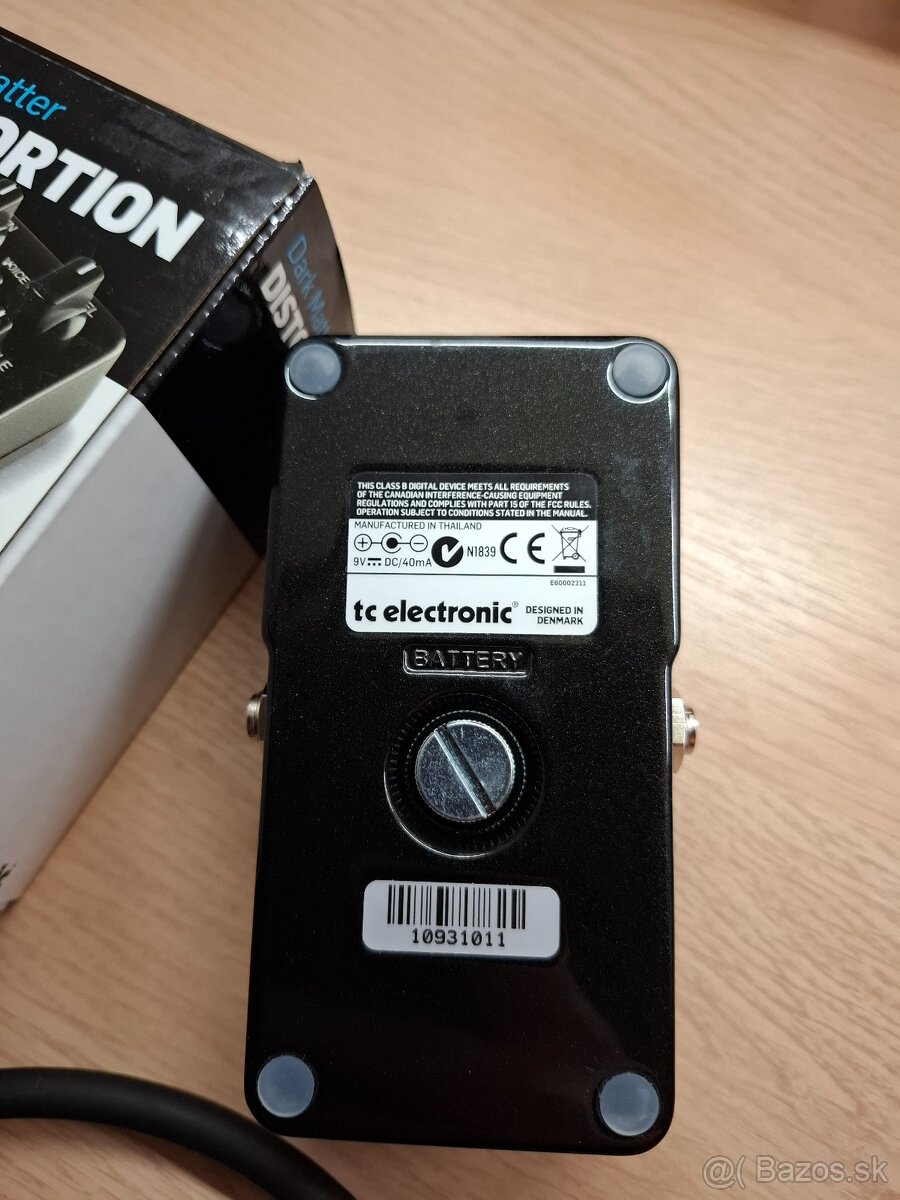 atter
ORTION
VOICE
Dark Mat
DISTO
THIS CLASS B DIGITAL DEVICE MEETS ALL REQUIREMENTS
OF THE CANADIAN INTERFERENCE-CAUSING EQUIPMENT
REGULATIONS AND COMPLIES WITH PART 15 OF THE FCC RULES.
OPERATION SUBJECT TO CONDITIONS STATED IN THE MANUAL.
MANUFACTURED IN THAILAND
9V DC/40mA
N1839
CE
E60002211
tc electronic®
DESIGNED IN
DENMARK
BATTERY
10931011
@( Bazos.sk